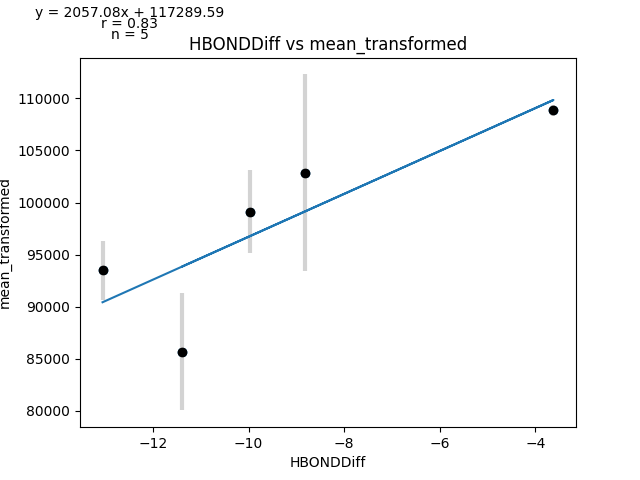 y = 2057.08x + 117289.59
r = 0.83
n = 5
HBONDDiff vs mean_transformed
110000
105000
100000
95000
90000
85000
80000
mean_transformed
−12
−10
−8
−6
−4
HBONDDiff